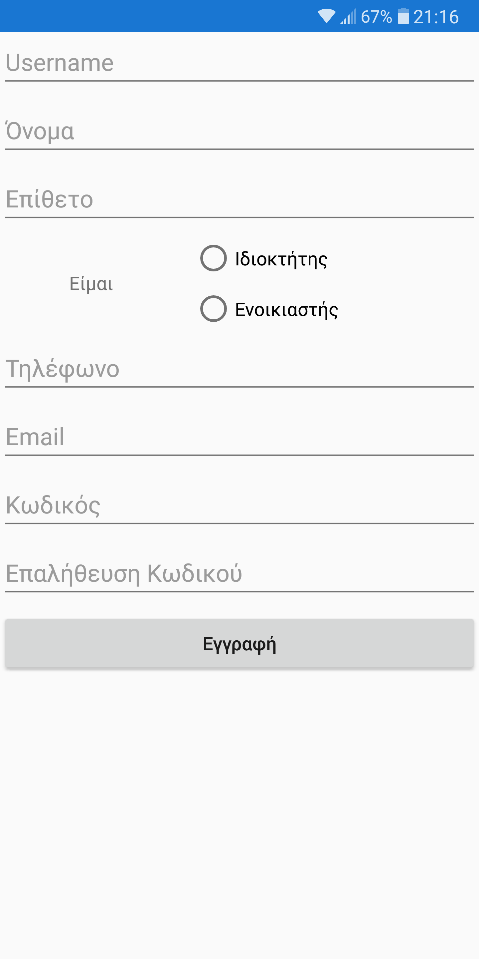 67% 21:16
Username
Όνομα
Επίθετο
Είμαι
Ιδιοκτήτης
Ενοικιαστής
Τηλέφωνο
Email
Κωδικός
Επαλήθευση Κωδικού
Εγγραφή